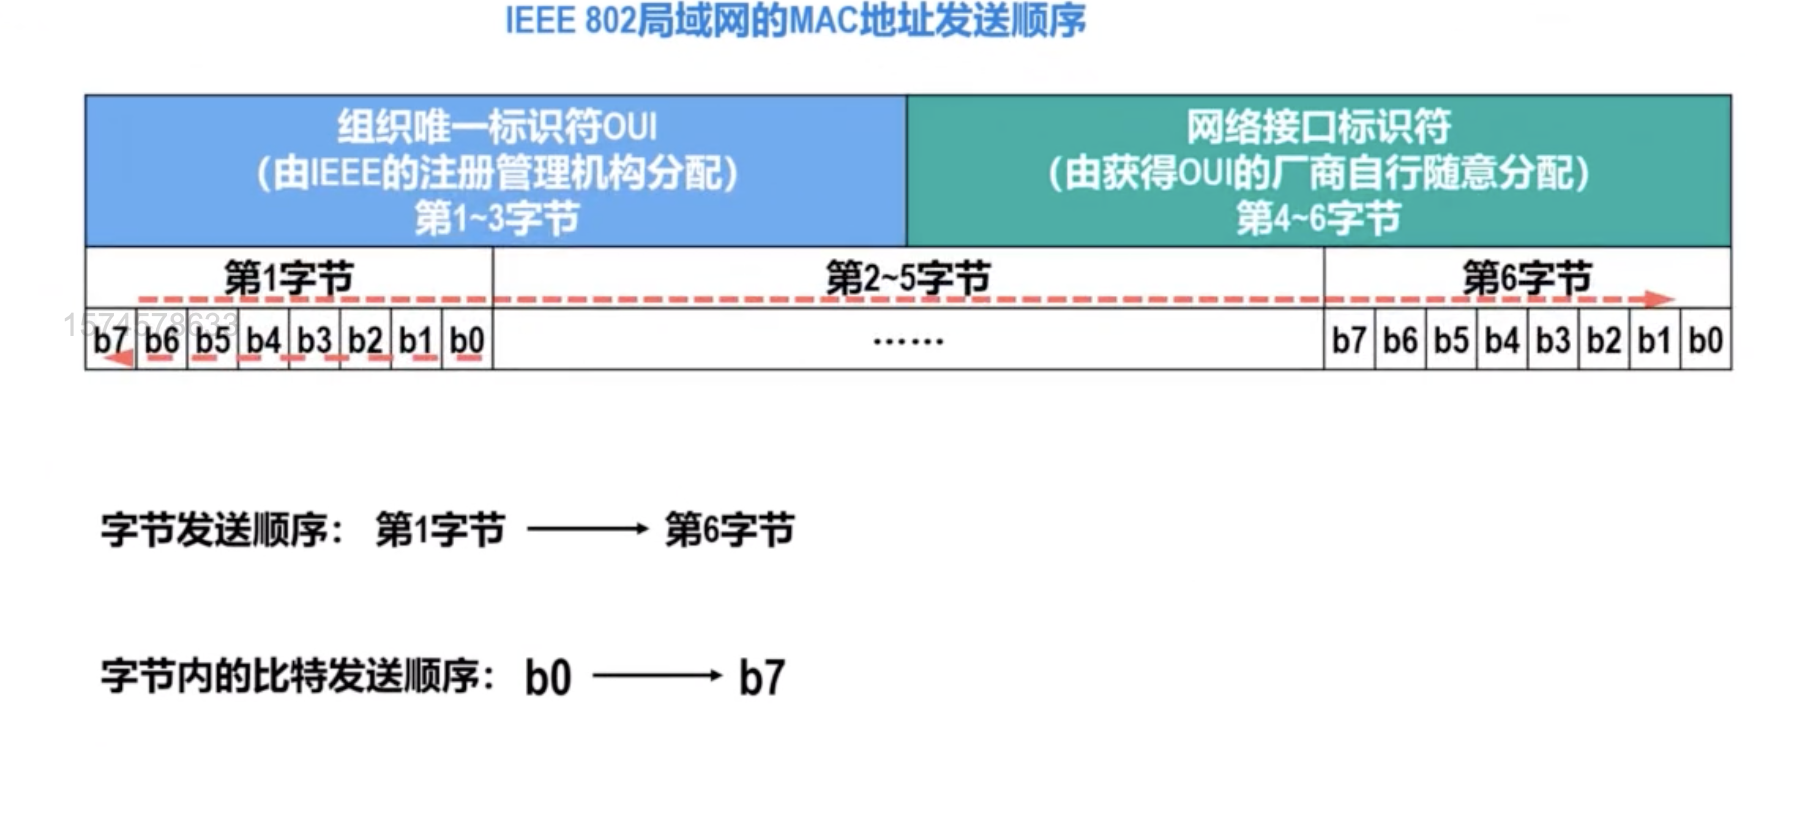 IEEE 802局域网的MAC地址发送顺序
组织唯一标识符OUI
（由IEEE的注册管理机构分配）
第1~3字节
网络接口标识符
（由获得OUI的厂商自行随意分配）
第4~6字节
第1字节
第2~5字节
第6字节
1574578633
b7 b6 b5 b4 b3 b2 b1 b0
……
b7 b6 b5 b4 b3 b2 b1 b0
字节发送顺序： 第1字节 → 第6字节
字节内的比特发送顺序： b0 → b7